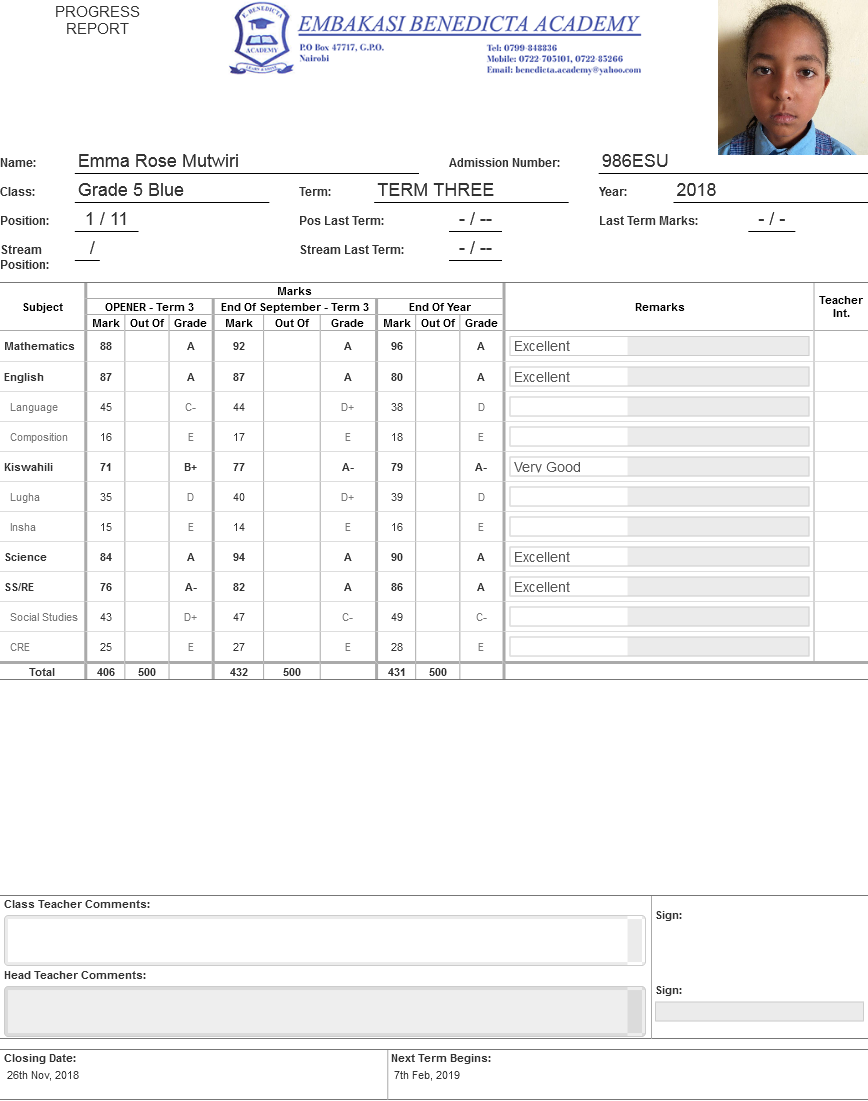 PROGRESS
REPORT
E. BENEDICTA
ACADEMY
EMBAKASI BENEDICTA ACADEMY
P.O Box 47717, G.P.O.
Nairobi
Tel: 0799-848836
Mobile: 0722-705101, 0722-85266
Email: benedicta.academy@yahoo.com
Name: Emma Rose Mutwiri Admission Number: 986ESU
Class: Grade 5 Blue Term: TERM THREE Year: 2018
Position: 1 / 11 Pos Last Term: - / -- Last Term Marks: - / -
Stream Position: / Stream Last Term: - / --
Marks
Subject OPENER - Term 3 End Of September - Term 3 End Of Year Remarks Teacher Int.
Mark Out Of Grade Mark Out Of Grade Mark Out Of Grade
Mathematics 88 A 92 A 96 A Excellent
English 87 A 87 A 80 A Excellent
Language 45 C- 44 D+ 38 D
Composition 16 E 17 E 18 E
Kiswahili 71 B+ 77 A- 79 A- Very Good
Lugha 35 D 40 D+ 39 D
Insha 15 E 14 E 16 E
Science 84 A 94 A 90 A Excellent
SS/RE 76 A- 82 A 86 A Excellent
Social Studies 43 D+ 47 C- 49 C-
CRE 25 E 27 E 28 E
Total 406 500 432 500 431 500
Class Teacher Comments:
Sign:
Head Teacher Comments:
Sign:
Closing Date: Next Term Begins:
26th Nov, 2018 7th Feb, 2019